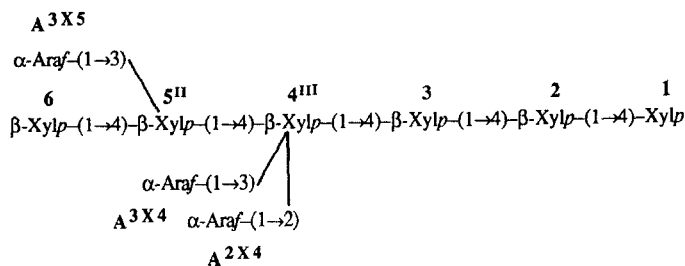 A³ˣ⁵
α-Araf–(1→3)
6 5ᴵᴵ 4ᴵᴵᴵ 3 2 1
β-Xylp–(1→4)–β-Xylp–(1→4)–β-Xylp–(1→4)–β-Xylp–(1→4)–β-Xylp–(1→4)–Xylp
α-Araf–(1→3)
A³ˣ⁴ α-Araf–(1→2)
A²ˣ⁴